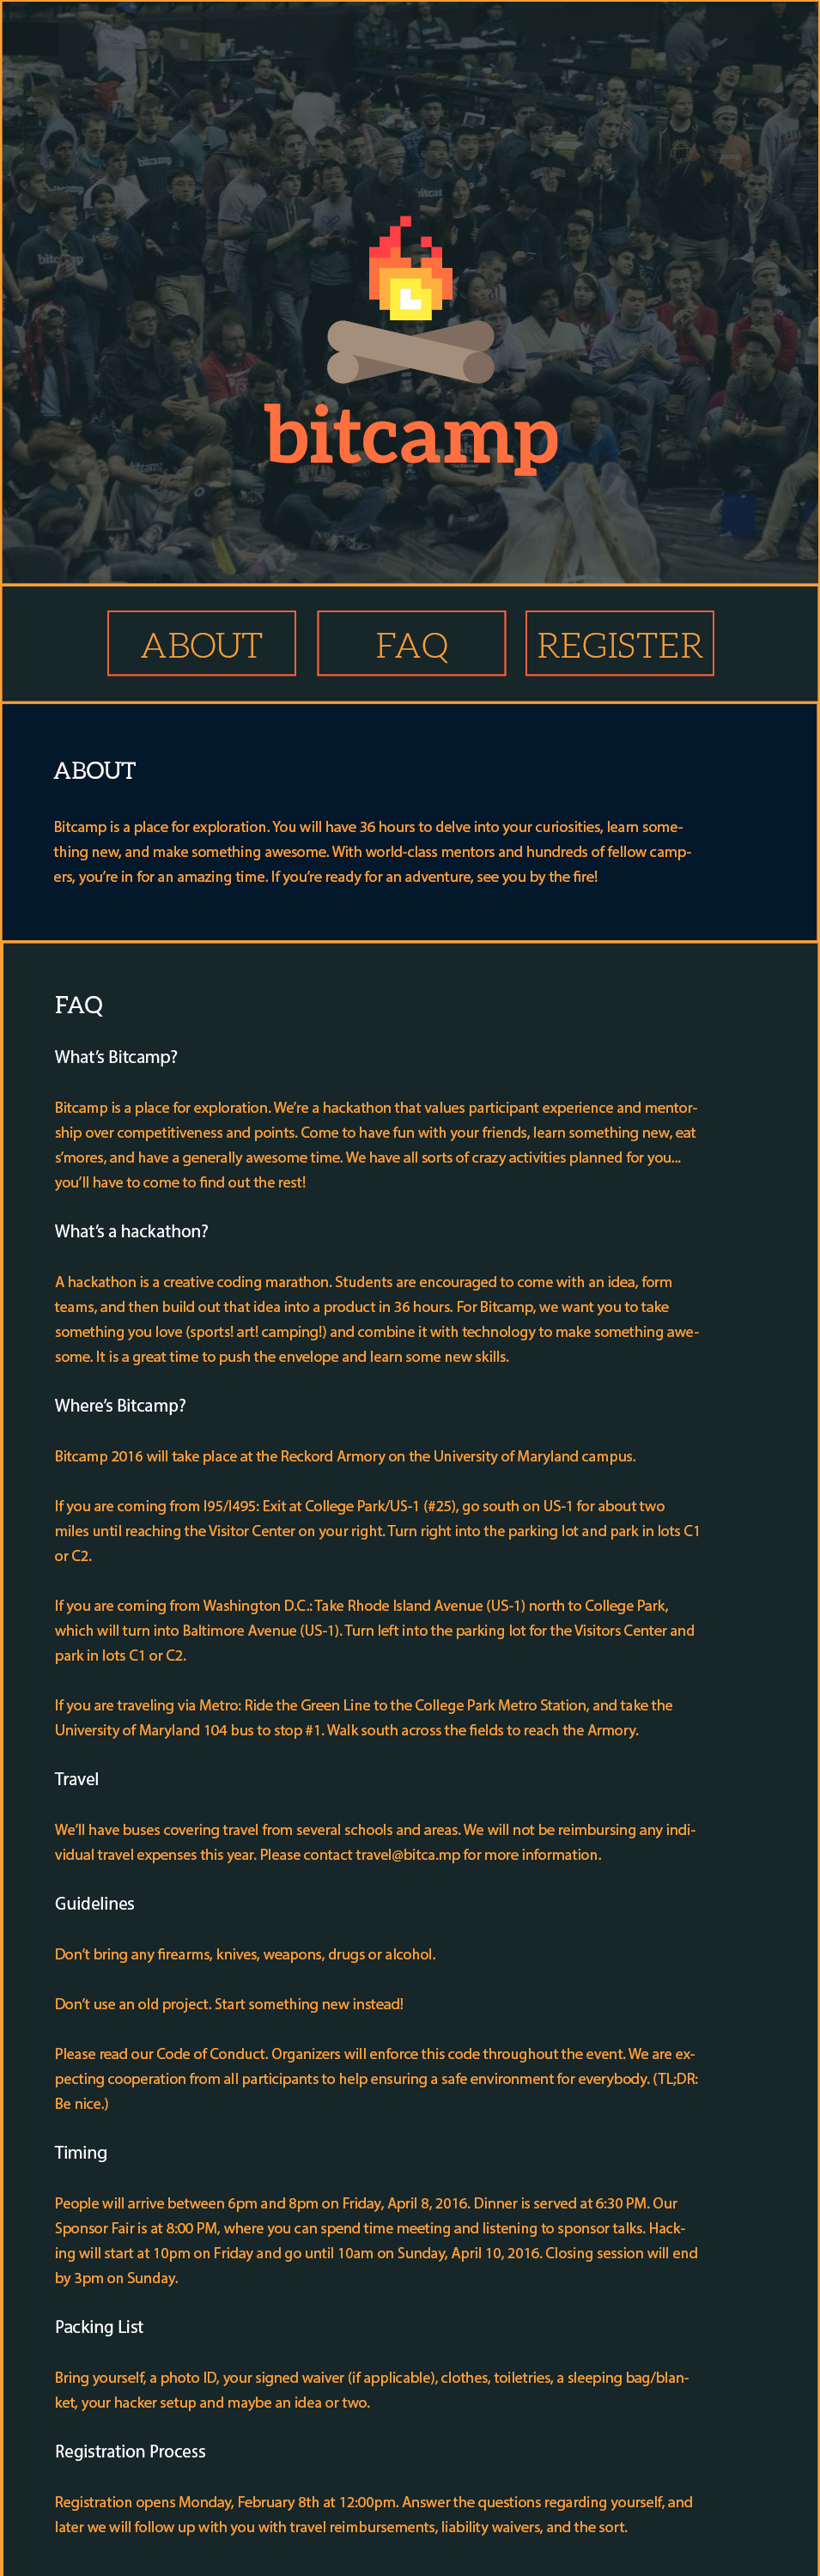 bitcamp
bitcamp
ABOUT
FAQ
REGISTER
ABOUT
Bitcamp is a place for exploration. You will have 36 hours to delve into your curiosities, learn some-
thing new, and make something awesome. With world-class mentors and hundreds of fellow camp-
ers, you’re in for an amazing time. If you’re ready for an adventure, see you by the fire!
FAQ
What’s Bitcamp?
Bitcamp is a place for exploration. We’re a hackathon that values participant experience and mentor-
ship over competitiveness and points. Come to have fun with your friends, learn something new, eat
s’mores, and have a generally awesome time. We have all sorts of crazy activities planned for you...
you’ll have to come to find out the rest!
What’s a hackathon?
A hackathon is a creative coding marathon. Students are encouraged to come with an idea, form
teams, and then build out that idea into a product in 36 hours. For Bitcamp, we want you to take
something you love (sports! art! camping!) and combine it with technology to make something awe-
some. It is a great time to push the envelope and learn some new skills.
Where’s Bitcamp?
Bitcamp 2016 will take place at the Reckord Armory on the University of Maryland campus.
If you are coming from I95/I495: Exit at College Park/US-1 (#25), go south on US-1 for about two
miles until reaching the Visitor Center on your right. Turn right into the parking lot and park in lots C1
or C2.
If you are coming from Washington D.C.: Take Rhode Island Avenue (US-1) north to College Park,
which will turn into Baltimore Avenue (US-1). Turn left into the parking lot for the Visitors Center and
park in lots C1 or C2.
If you are traveling via Metro: Ride the Green Line to the College Park Metro Station, and take the
University of Maryland 104 bus to stop #1. Walk south across the fields to reach the Armory.
Travel
We’ll have buses covering travel from several schools and areas. We will not be reimbursing any indi-
vidual travel expenses this year. Please contact travel@bitca.mp for more information.
Guidelines
Don’t bring any firearms, knives, weapons, drugs or alcohol.
Don’t use an old project. Start something new instead!
Please read our Code of Conduct. Organizers will enforce this code throughout the event. We are ex-
pecting cooperation from all participants to help ensuring a safe environment for everybody. (TL;DR:
Be nice.)
Timing
People will arrive between 6pm and 8pm on Friday, April 8, 2016. Dinner is served at 6:30 PM. Our
Sponsor Fair is at 8:00 PM, where you can spend time meeting and listening to sponsor talks. Hack-
ing will start at 10pm on Friday and go until 10am on Sunday, April 10, 2016. Closing session will end
by 3pm on Sunday.
Packing List
Bring yourself, a photo ID, your signed waiver (if applicable), clothes, toiletries, a sleeping bag/blan-
ket, your hacker setup and maybe an idea or two.
Registration Process
Registration opens Monday, February 8th at 12:00pm. Answer the questions regarding yourself, and
later we will follow up with you with travel reimbursements, liability waivers, and the sort.